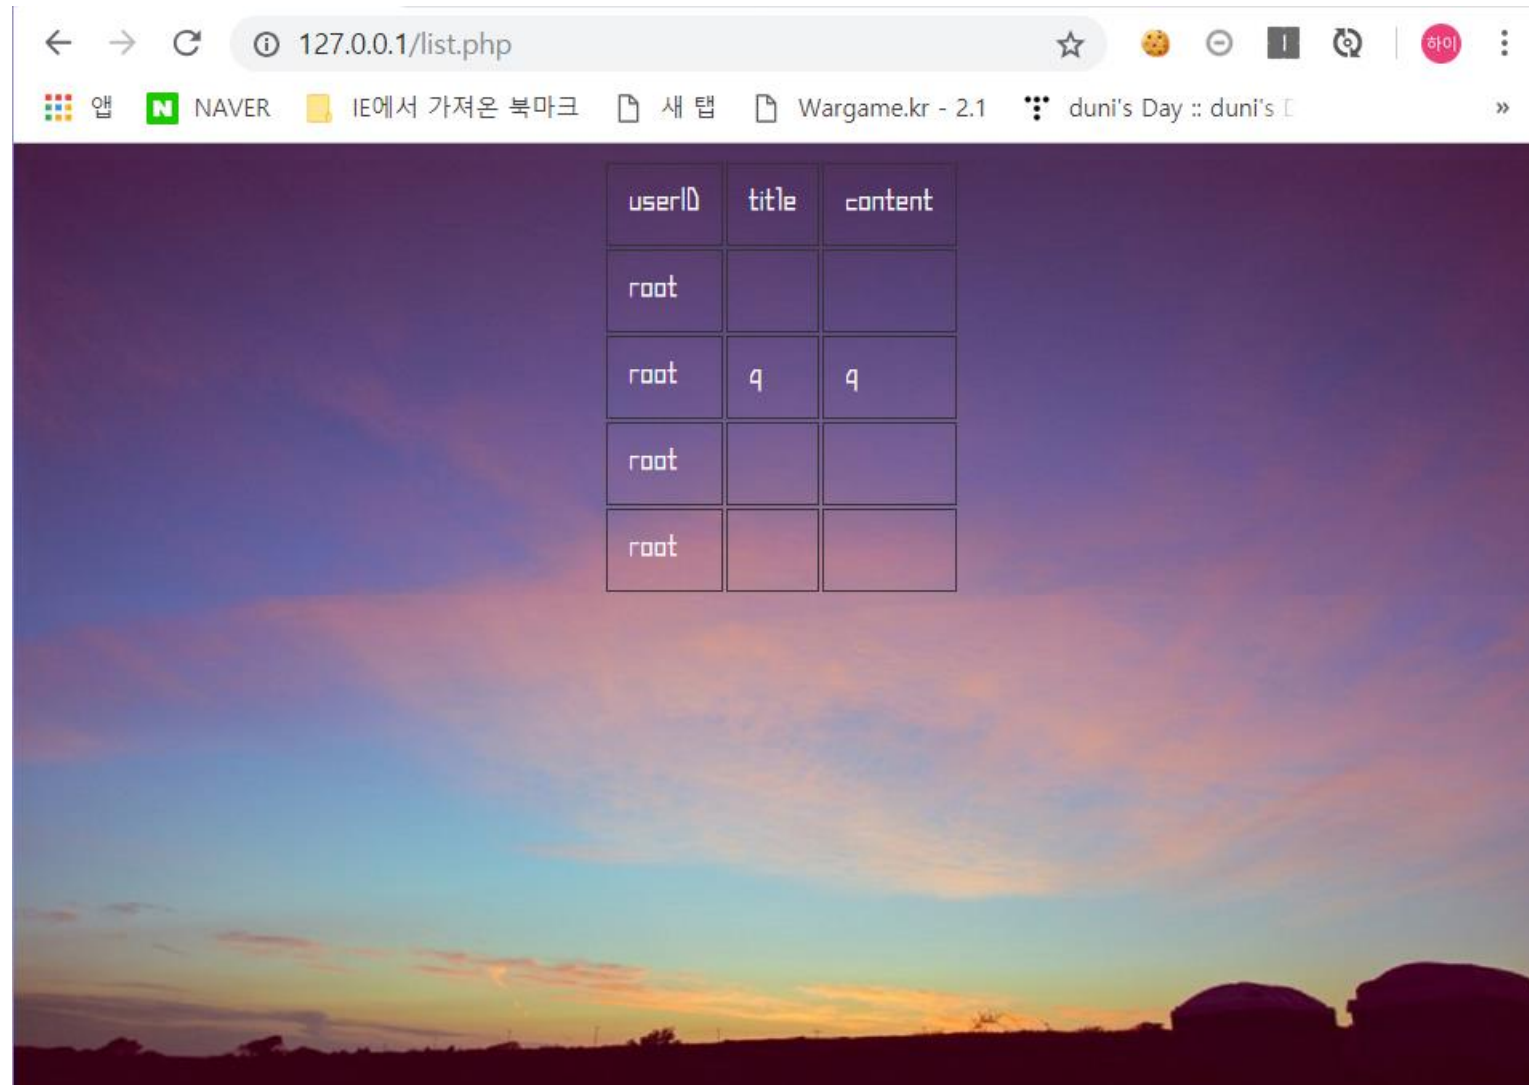 127.0.0.1/list.php
하이
앱 NAVER IE에서 가져온 북마크 새 탭 Wargame.kr - 2.1 duni's Day :: duni's
userID title content
root
root q q
root
root